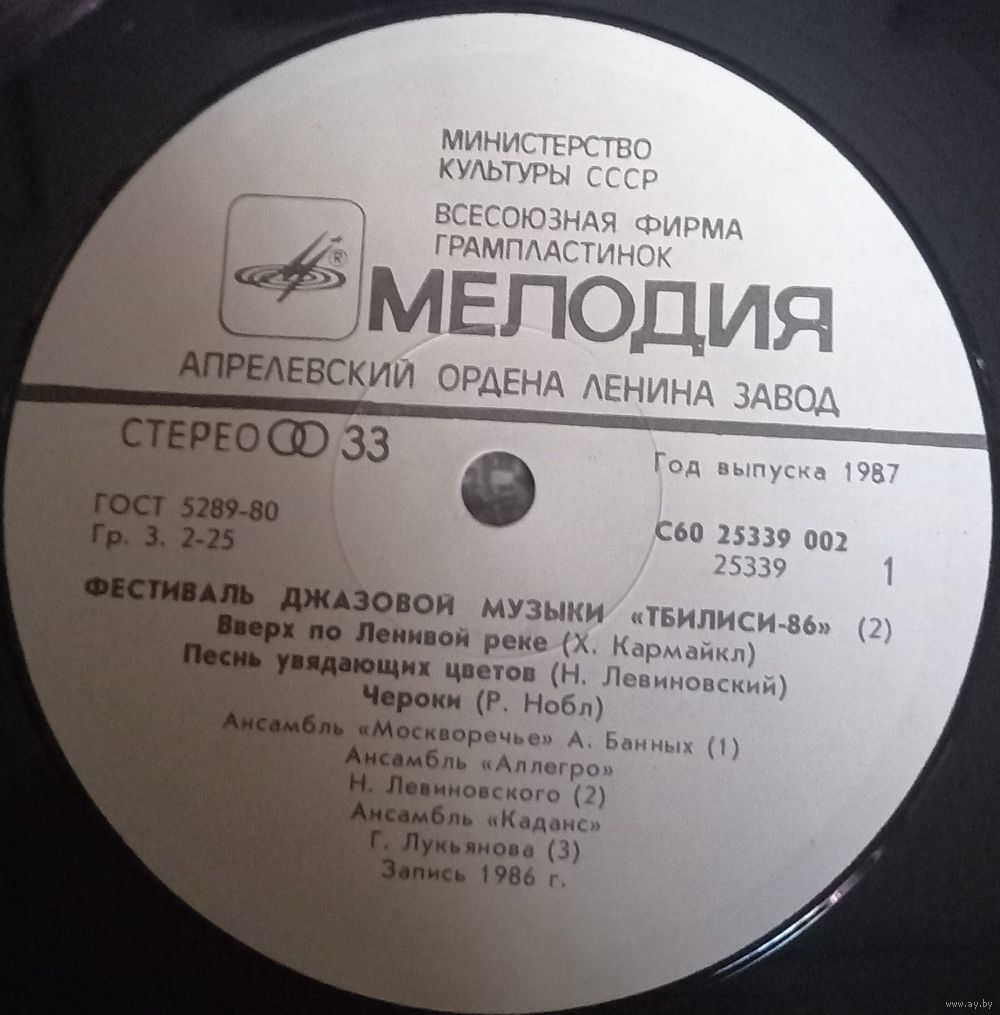 МИНИСТЕРСТВО
КУЛЬТУРЫ СССР
ВСЕСОЮЗНАЯ ФИРМА
ГРАМПЛАСТИНОК
®
МЕЛОДИЯ
АПРЕЛЕВСКИЙ ОРДЕНА ЛЕНИНА ЗАВОД
СТЕРЕО 33
Год выпуска 1987
ГОСТ 5289-80
Гр. 3. 2-25
С60 25339 002
25339
1
ФЕСТИВАЛЬ ДЖАЗОВОЙ МУЗЫКИ «ТБИЛИСИ-86» (2)
Вверх по Ленивой реке (Х. Кармайкл)
Песнь увядающих цветов (Н. Левиновский)
Чероки (Р. Нобл)
Ансамбль «Москворечье» А. Банных (1)
Ансамбль «Аллегро»
Н. Левиновского (2)
Ансамбль «Каданс»
Г. Лукьянова (3)
Запись 1986 г.
www.ay.by